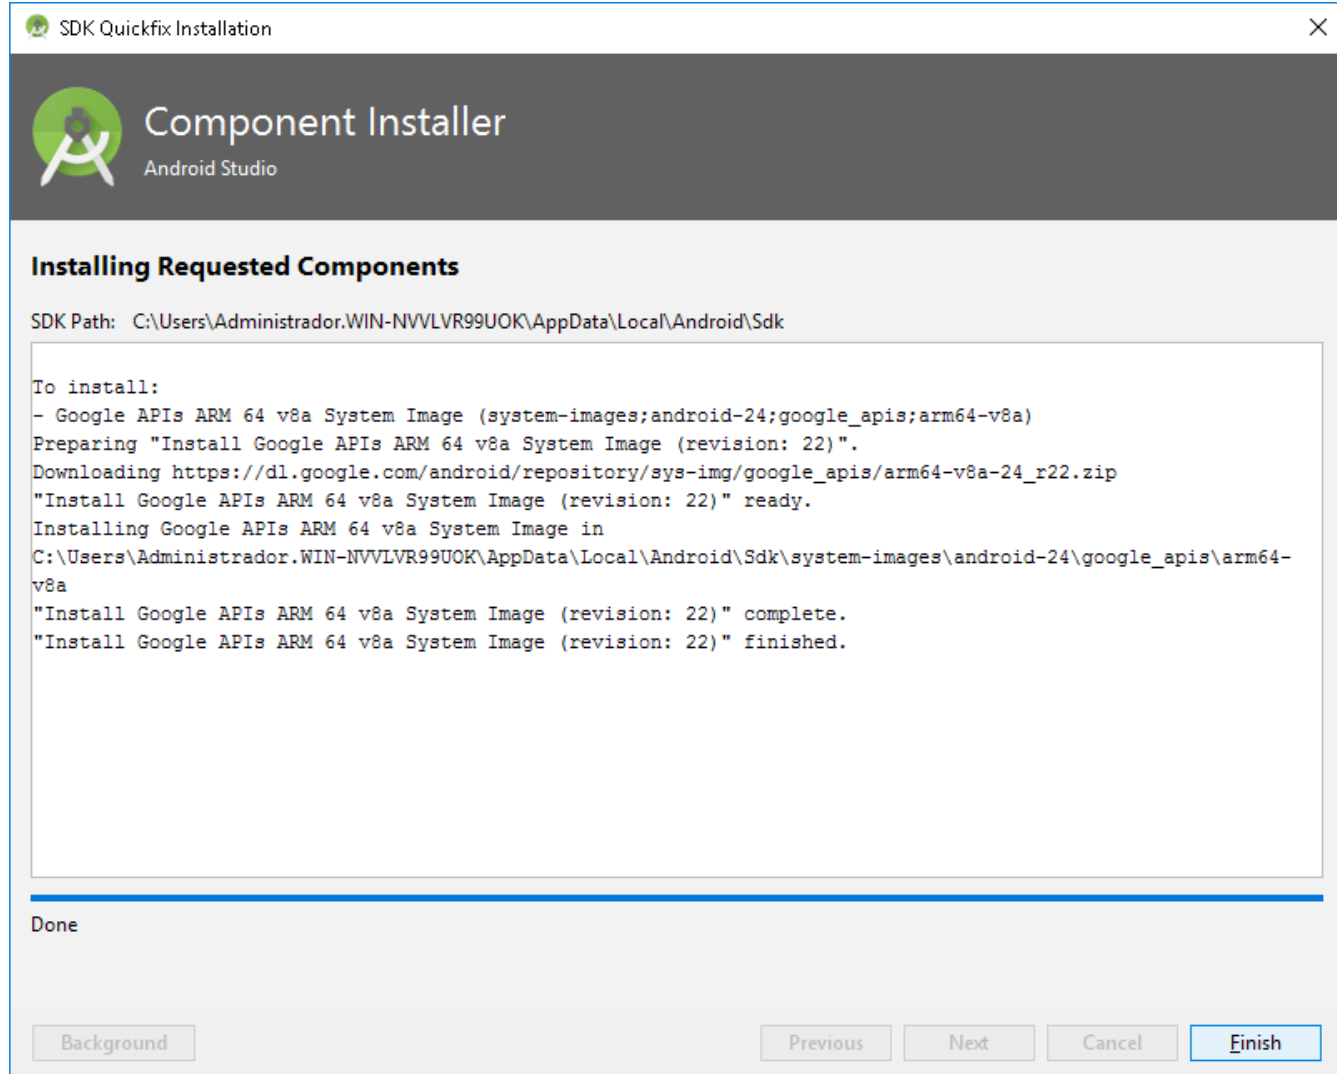 SDK Quickfix Installation
Component Installer
Android Studio
Installing Requested Components
SDK Path: C:\Users\Administrador.WIN-NVVLVR99UOK\AppData\Local\Android\Sdk
To install:
- Google APIs ARM 64 v8a System Image (system-images;android-24;google_apis;arm64-v8a)
Preparing "Install Google APIs ARM 64 v8a System Image (revision: 22)".
Downloading https://dl.google.com/android/repository/sys-img/google_apis/arm64-v8a-24_r22.zip
"Install Google APIs ARM 64 v8a System Image (revision: 22)" ready.
Installing Google APIs ARM 64 v8a System Image in
C:\Users\Administrador.WIN-NVVLVR99UOK\AppData\Local\Android\Sdk\system-images\android-24\google_apis\arm64-
v8a
"Install Google APIs ARM 64 v8a System Image (revision: 22)" complete.
"Install Google APIs ARM 64 v8a System Image (revision: 22)" finished.
Done
Background Previous Next Cancel Finish